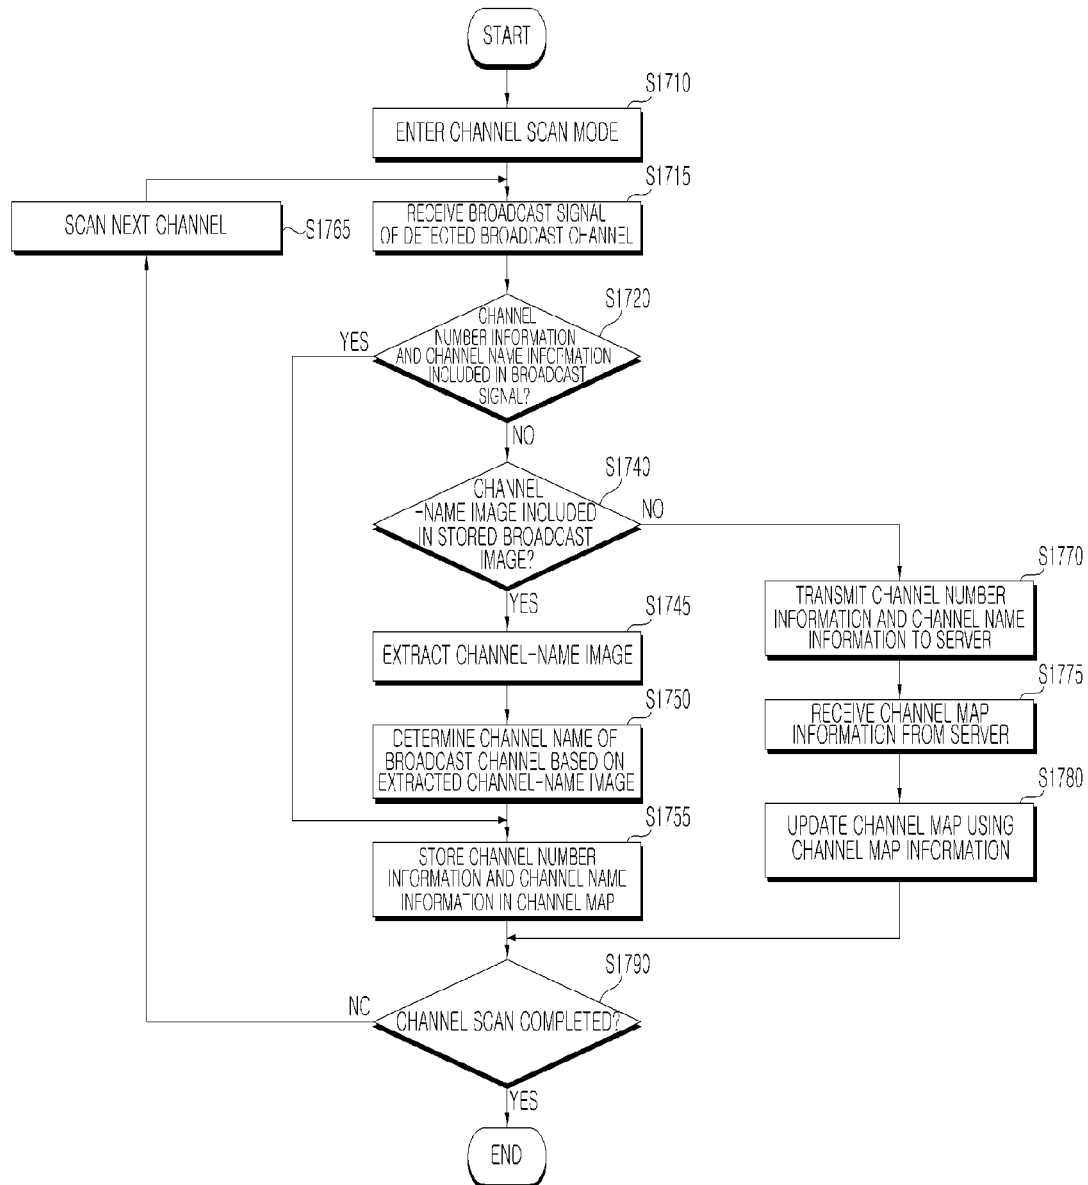 START
S1710
ENTER CHANNEL SCAN MODE
S1715
RECEIVE BROADCAST SIGNAL
OF DETECTED BROADCAST CHANNEL
SCAN NEXT CHANNEL
S1765
S1720
CHANNEL
NUMBER INFORMATION
AND CHANNEL NAME INFORMATION
INCLUDED IN BROADCAST
SIGNAL?
YES
NO
S1740
CHANNEL
-NAME IMAGE INCLUDED
IN STORED BROADCAST
IMAGE?
NO
YES
S1770
TRANSMIT CHANNEL NUMBER
INFORMATION AND CHANNEL NAME
INFORMATION TO SERVER
S1745
EXTRACT CHANNEL-NAME IMAGE
S1775
RECEIVE CHANNEL MAP
INFORMATION FROM SERVER
S1750
DETERMINE CHANNEL NAME OF
BROADCAST CHANNEL BASED ON
EXTRACTED CHANNEL-NAME IMAGE
S1780
UPDATE CHANNEL MAP USING
CHANNEL MAP INFORMATION
S1755
STORE CHANNEL NUMBER
INFORMATION AND CHANNEL NAME
INFORMATION IN CHANNEL MAP
S1790
CHANNEL SCAN COMPLETED?
NO
YES
END